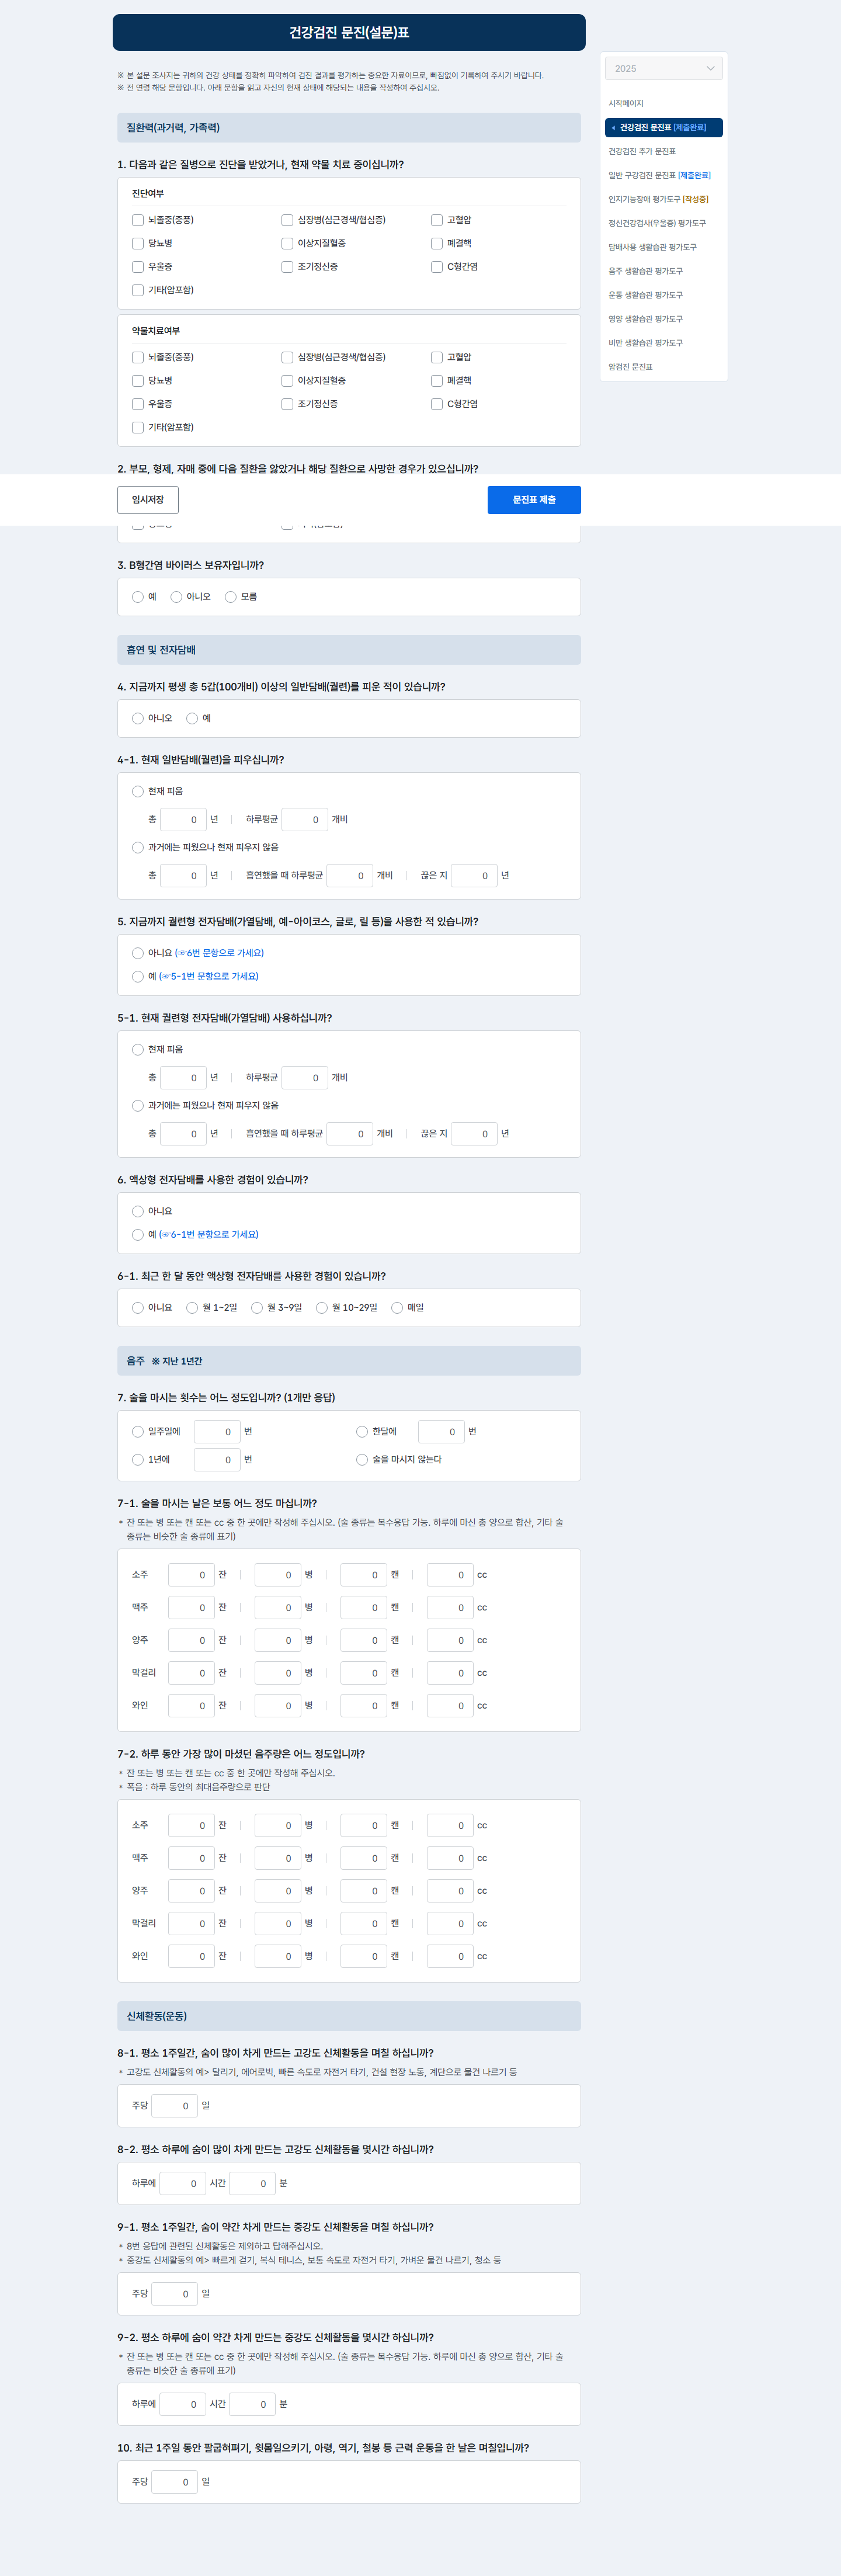 건강검진 문진(설문)표
※ 본 설문 조사지는 귀하의 건강 상태를 정확히 파악하여 검진 결과를 평가하는 중요한 자료이므로, 빠짐없이 기록하여 주시기 바랍니다.
※ 전 연령 해당 문항입니다. 아래 문항을 읽고 자신의 현재 상태에 해당되는 내용을 작성하여 주십시오.
2025
시작페이지
건강검진 문진표 [제출완료]
건강검진 추가 문진표
일반 구강검진 문진표 [제출완료]
인지기능장애 평가도구 [작성중]
정신건강검사(우울증) 평가도구
담배사용 생활습관 평가도구
음주 생활습관 평가도구
운동 생활습관 평가도구
영양 생활습관 평가도구
비만 생활습관 평가도구
암검진 문진표
질환력(과거력, 가족력)
1. 다음과 같은 질병으로 진단을 받았거나, 현재 약물 치료 중이십니까?
진단여부
뇌졸중(중풍) 심장병(심근경색/협심증) 고혈압
당뇨병 이상지질혈증 폐결핵
우울증 조기정신증 C형간염
기타(암포함)
약물치료여부
뇌졸중(중풍) 심장병(심근경색/협심증) 고혈압
당뇨병 이상지질혈증 폐결핵
우울증 조기정신증 C형간염
기타(암포함)
2. 부모, 형제, 자매 중에 다음 질환을 앓았거나 해당 질환으로 사망한 경우가 있으십니까?
임시저장 문진표 제출
3. B형간염 바이러스 보유자입니까?
예 아니오 모름
흡연 및 전자담배
4. 지금까지 평생 총 5갑(100개비) 이상의 일반담배(궐련)를 피운 적이 있습니까?
아니오 예
4-1. 현재 일반담배(궐련)을 피우십니까?
현재 피움
총 0 년 하루평균 0 개비
과거에는 피웠으나 현재 피우지 않음
총 0 년 흡연했을 때 하루평균 0 개비 끊은 지 0 년
5. 지금까지 궐련형 전자담배(가열담배, 예-아이코스, 글로, 릴 등)을 사용한 적 있습니까?
아니요 (☞6번 문항으로 가세요)
예 (☞5-1번 문항으로 가세요)
5-1. 현재 궐련형 전자담배(가열담배) 사용하십니까?
현재 피움
총 0 년 하루평균 0 개비
과거에는 피웠으나 현재 피우지 않음
총 0 년 흡연했을 때 하루평균 0 개비 끊은 지 0 년
6. 액상형 전자담배를 사용한 경험이 있습니까?
아니요
예 (☞6-1번 문항으로 가세요)
6-1. 최근 한 달 동안 액상형 전자담배를 사용한 경험이 있습니까?
아니요 월 1~2일 월 3~9일 월 10~29일 매일
음주 ※ 지난 1년간
7. 술을 마시는 횟수는 어느 정도입니까? (1개만 응답)
일주일에 0 번 한달에 0 번
1년에 0 번 술을 마시지 않는다
7-1. 술을 마시는 날은 보통 어느 정도 마십니까?
* 잔 또는 병 또는 캔 또는 cc 중 한 곳에만 작성해 주십시오. (술 종류는 복수응답 가능. 하루에 마신 총 양으로 합산, 기타 술
종류는 비슷한 술 종류에 표기)
소주 0 잔 0 병 0 캔 0 cc
맥주 0 잔 0 병 0 캔 0 cc
양주 0 잔 0 병 0 캔 0 cc
막걸리 0 잔 0 병 0 캔 0 cc
와인 0 잔 0 병 0 캔 0 cc
7-2. 하루 동안 가장 많이 마셨던 음주량은 어느 정도입니까?
* 잔 또는 병 또는 캔 또는 cc 중 한 곳에만 작성해 주십시오.
* 폭음 : 하루 동안의 최대음주량으로 판단
소주 0 잔 0 병 0 캔 0 cc
맥주 0 잔 0 병 0 캔 0 cc
양주 0 잔 0 병 0 캔 0 cc
막걸리 0 잔 0 병 0 캔 0 cc
와인 0 잔 0 병 0 캔 0 cc
신체활동(운동)
8-1. 평소 1주일간, 숨이 많이 차게 만드는 고강도 신체활동을 며칠 하십니까?
* 고강도 신체활동의 예> 달리기, 에어로빅, 빠른 속도로 자전거 타기, 건설 현장 노동, 계단으로 물건 나르기 등
주당 0 일
8-2. 평소 하루에 숨이 많이 차게 만드는 고강도 신체활동을 몇시간 하십니까?
하루에 0 시간 0 분
9-1. 평소 1주일간, 숨이 약간 차게 만드는 중강도 신체활동을 며칠 하십니까?
* 8번 응답에 관련된 신체활동은 제외하고 답해주십시오.
* 중강도 신체활동의 예> 빠르게 걷기, 복식 테니스, 보통 속도로 자전거 타기, 가벼운 물건 나르기, 청소 등
주당 0 일
9-2. 평소 하루에 숨이 약간 차게 만드는 중강도 신체활동을 몇시간 하십니까?
* 잔 또는 병 또는 캔 또는 cc 중 한 곳에만 작성해 주십시오. (술 종류는 복수응답 가능. 하루에 마신 총 양으로 합산, 기타 술
종류는 비슷한 술 종류에 표기)
하루에 0 시간 0 분
10. 최근 1주일 동안 팔굽혀펴기, 윗몸일으키기, 아령, 역기, 철봉 등 근력 운동을 한 날은 며칠입니까?
주당 0 일